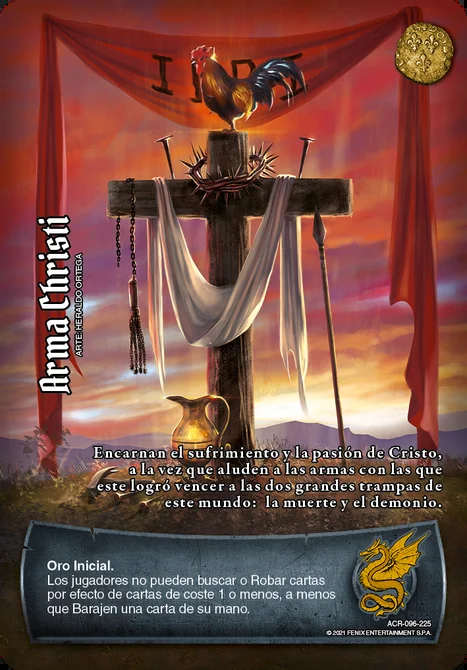 INRI
Arma Christi
ARTE: HERALDO ORTEGA
Encarnan el sufrimiento y la pasión de Cristo,
a la vez que aluden a las armas con las que
este logró vencer a las dos grandes trampas de
este mundo: la muerte y el demonio.
Oro Inicial.
Los jugadores no pueden buscar o Robar cartas
por efecto de cartas de coste 1 o menos, a menos
que Barajen una carta de su mano.
ACR-096-225
© 2021 FENIX ENTERTAINMENT S.P.A.